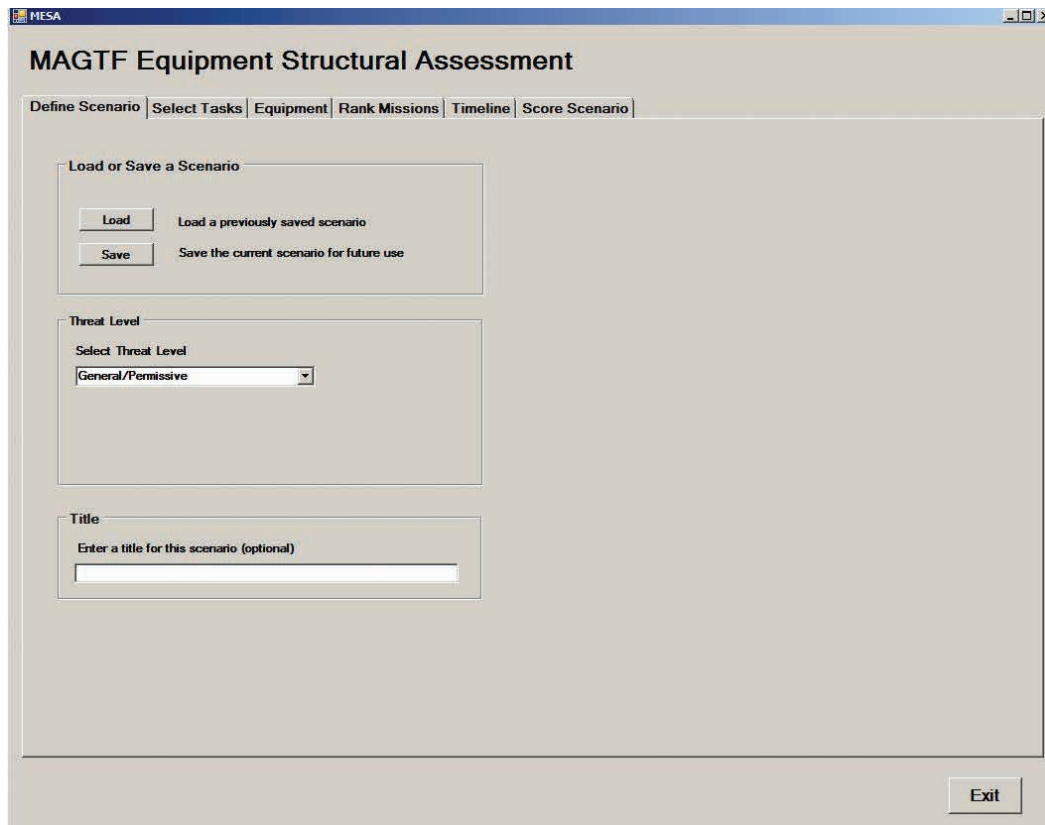 MESA
MAGTF Equipment Structural Assessment
Define Scenario Select Tasks Equipment Rank Missions Timeline Score Scenario
Load or Save a Scenario
Load Load a previously saved scenario
Save Save the current scenario for future use
Threat Level
Select Threat Level
General/Permissive
Title
Enter a title for this scenario (optional)
Exit